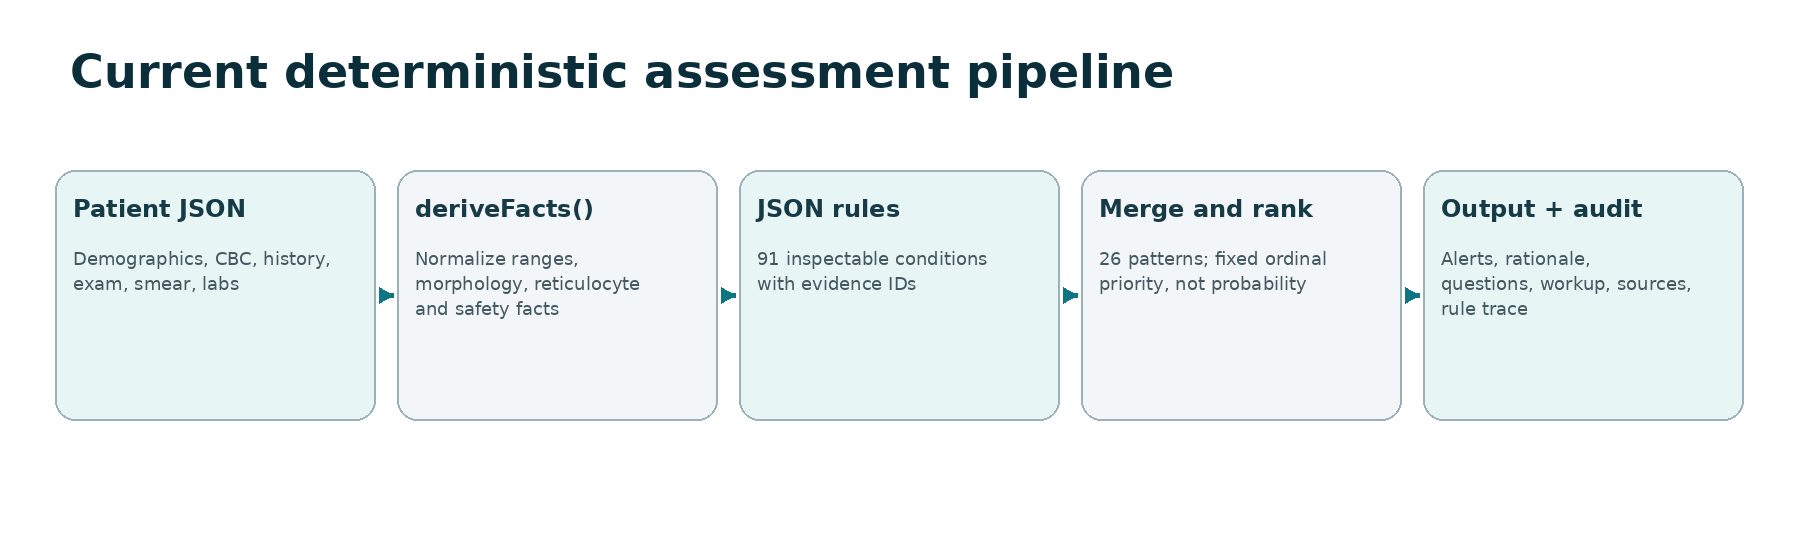 Current deterministic assessment pipeline
Patient JSON
Demographics, CBC, history,
exam, smear, labs
deriveFacts()
Normalize ranges,
morphology, reticulocyte
and safety facts
JSON rules
91 inspectable conditions
with evidence IDs
Merge and rank
26 patterns; fixed ordinal
priority, not probability
Output + audit
Alerts, rationale,
questions, workup, sources,
rule trace